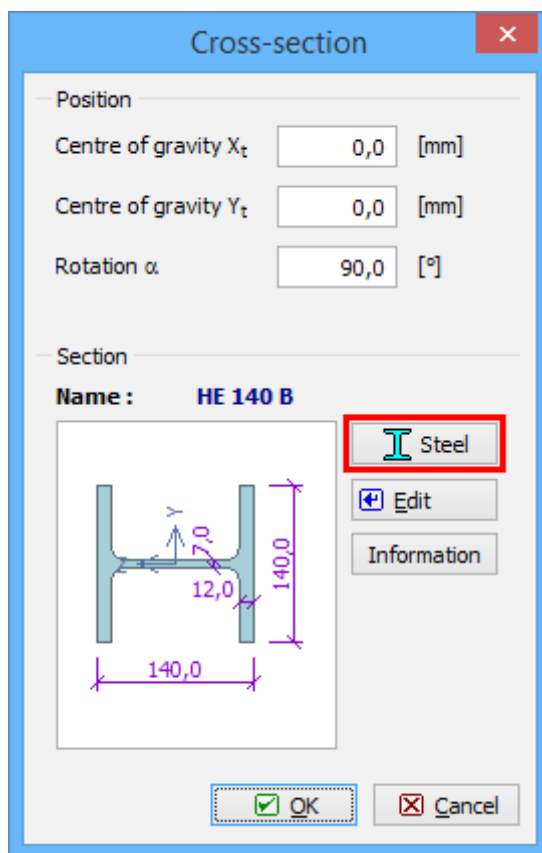 Cross-section
Position
Centre of gravity Xt 0,0 [mm]
Centre of gravity Yt 0,0 [mm]
Rotation α 90,0 [°]
Section
Name : HE 140 B
Steel
Edit
Information
Y
Z
7,0
12,0
140,0
140,0
OK Cancel